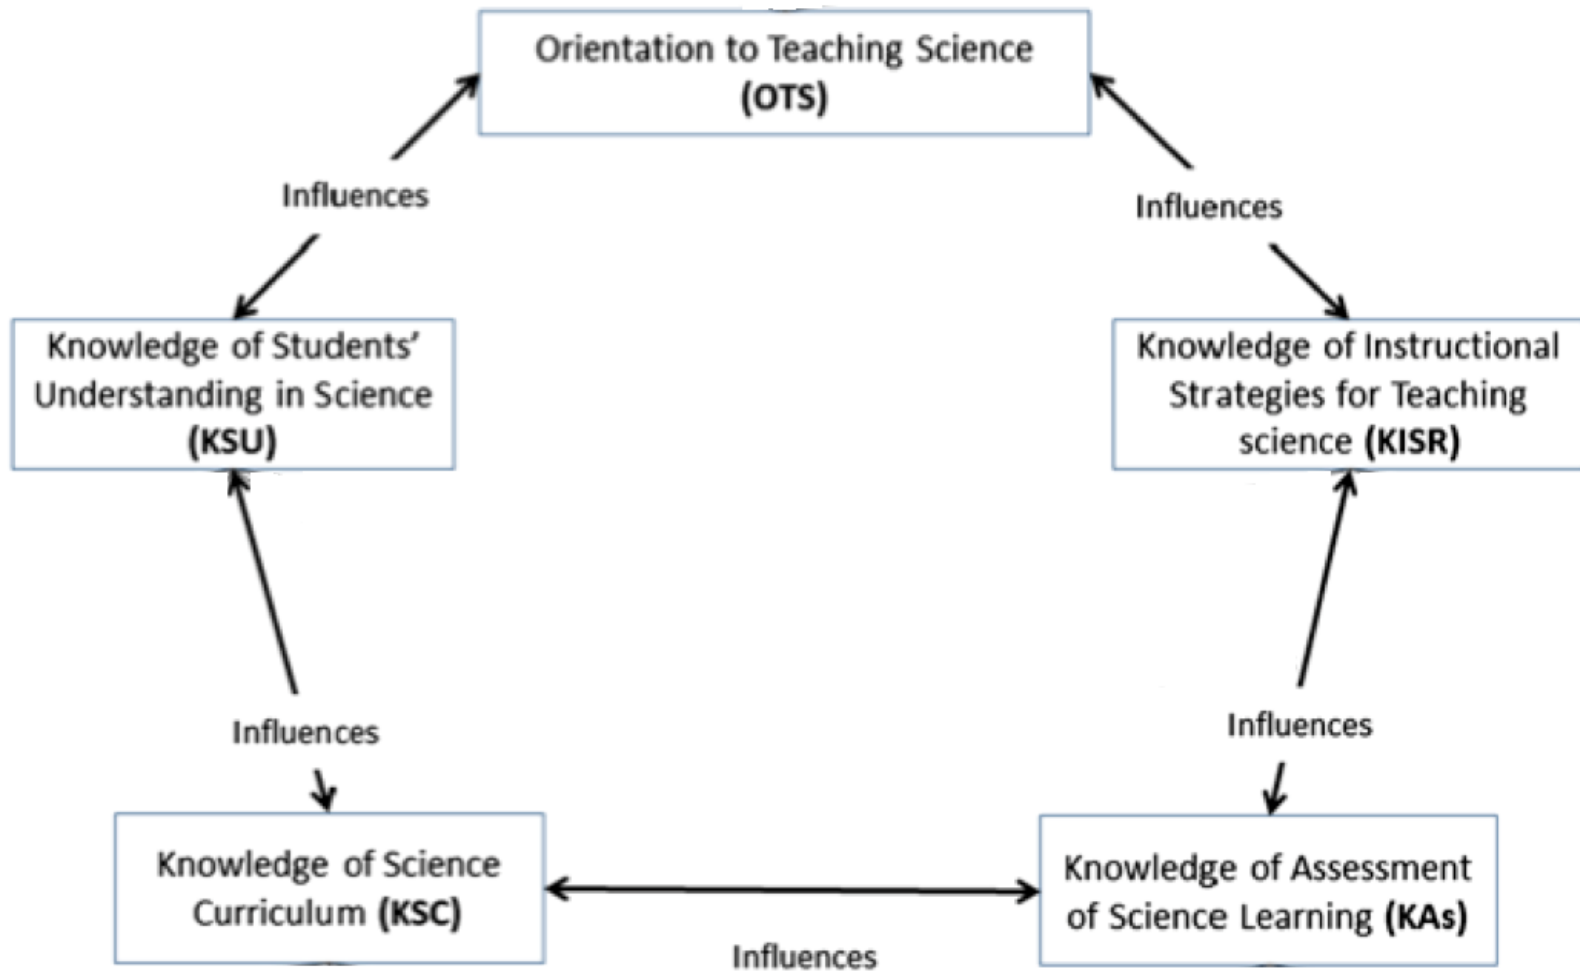 Orientation to Teaching Science
(OTS)
Influences
Influences
Knowledge of Students'
Understanding in Science
(KSU)
Knowledge of Instructional
Strategies for Teaching
science (KISR)
Influences
Influences
Knowledge of Science
Curriculum (KSC)
Knowledge of Assessment
of Science Learning (KAs)
Influences